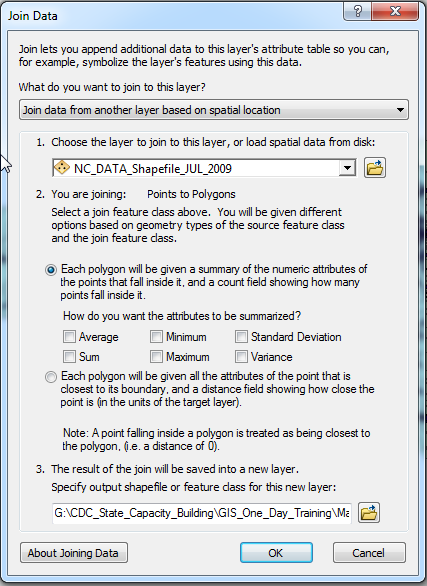 Join Data
Join lets you append additional data to this layer's attribute table so you can,
for example, symbolize the layer's features using this data.
What do you want to join to this layer?
Join data from another layer based on spatial location
1. Choose the layer to join to this layer, or load spatial data from disk:
NC_DATA_Shapefile_JUL_2009
2. You are joining: Points to Polygons
Select a join feature class above. You will be given different
options based on geometry types of the source feature class
and the join feature class.
Each polygon will be given a summary of the numeric attributes of
the points that fall inside it, and a count field showing how many
points fall inside it.
How do you want the attributes to be summarized?
Average Minimum Standard Deviation
Sum Maximum Variance
Each polygon will be given all the attributes of the point that is
closest to its boundary, and a distance field showing how close the
point is (in the units of the target layer).
Note: A point falling inside a polygon is treated as being closest to
the polygon, (i.e. a distance of 0).
3. The result of the join will be saved into a new layer.
Specify output shapefile or feature class for this new layer:
G:\CDC_State_Capacity_Building\GIS_One_Day_Training\Ma
About Joining Data OK Cancel